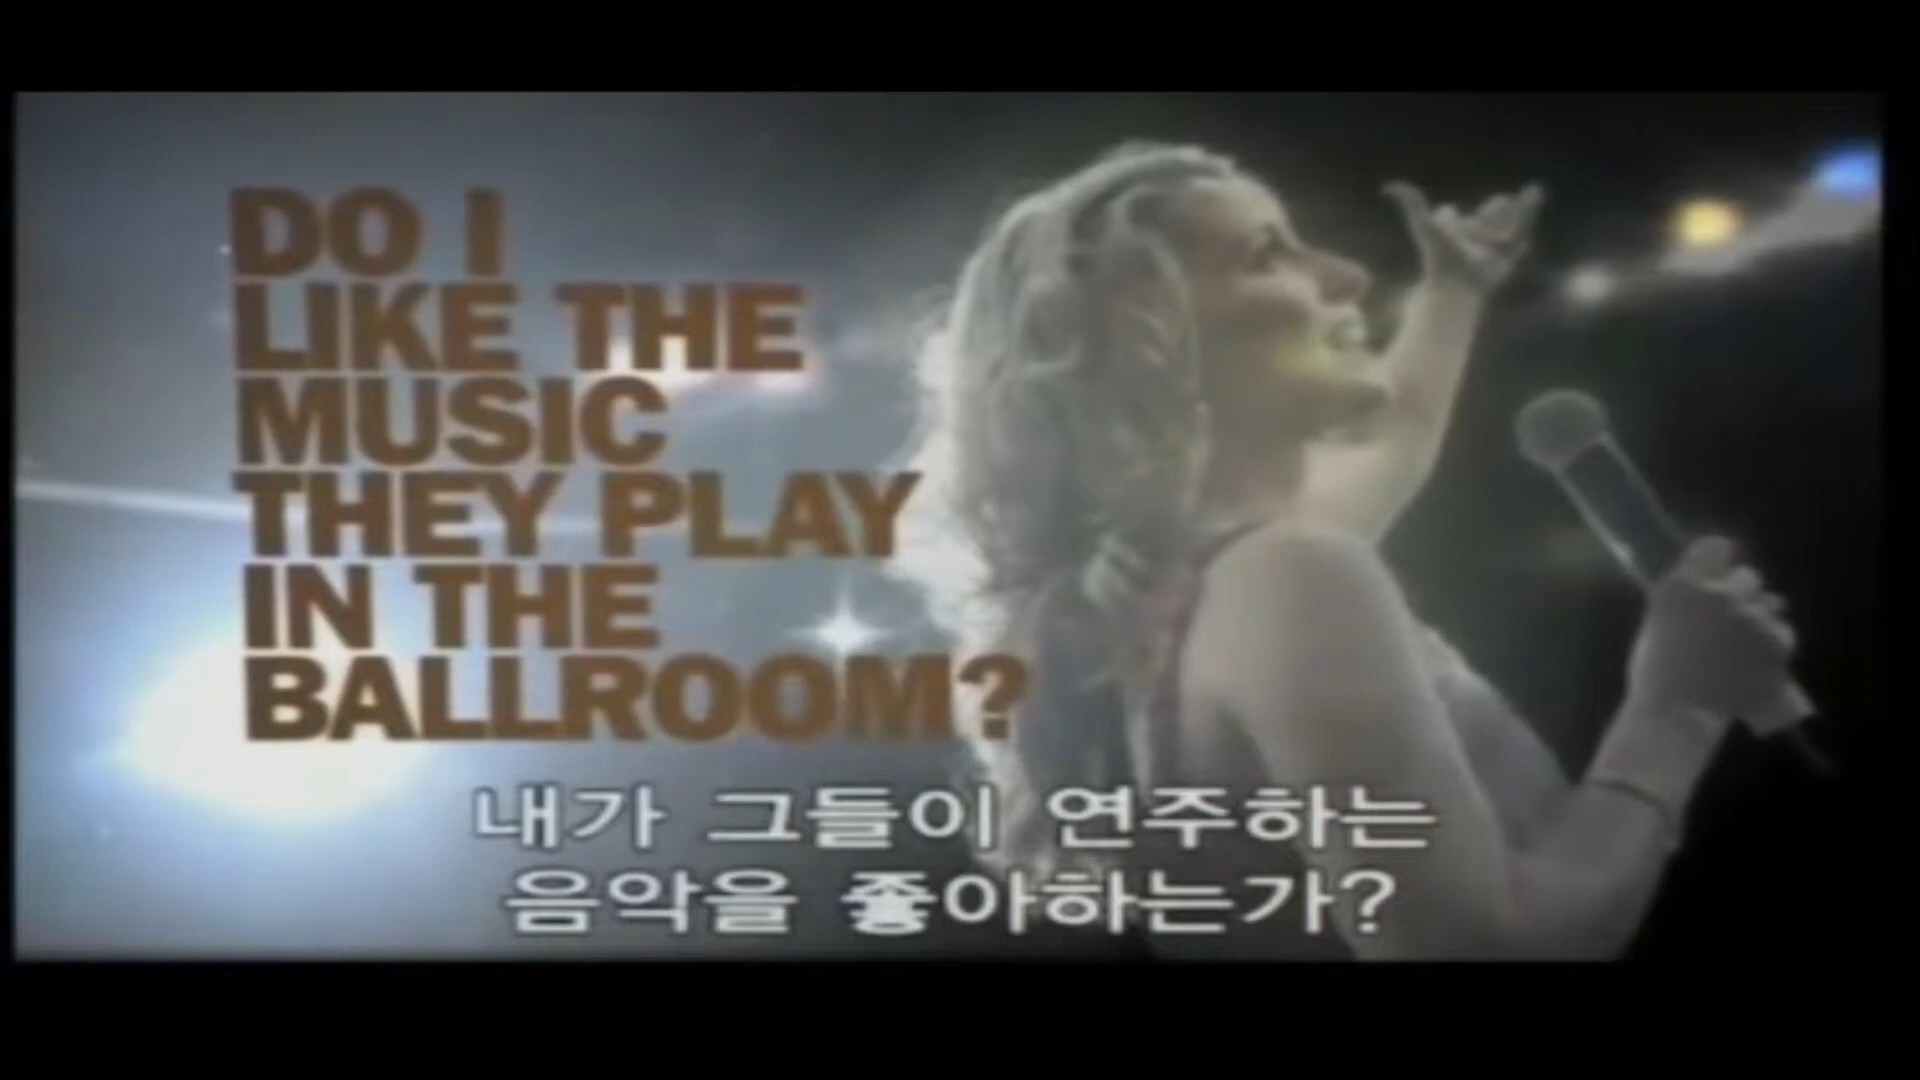 DO I
LIKE THE
MUSIC
THEY PLAY
IN THE
BALLROOM?
내가 그들이 연주하는
음악을 좋아하는가?